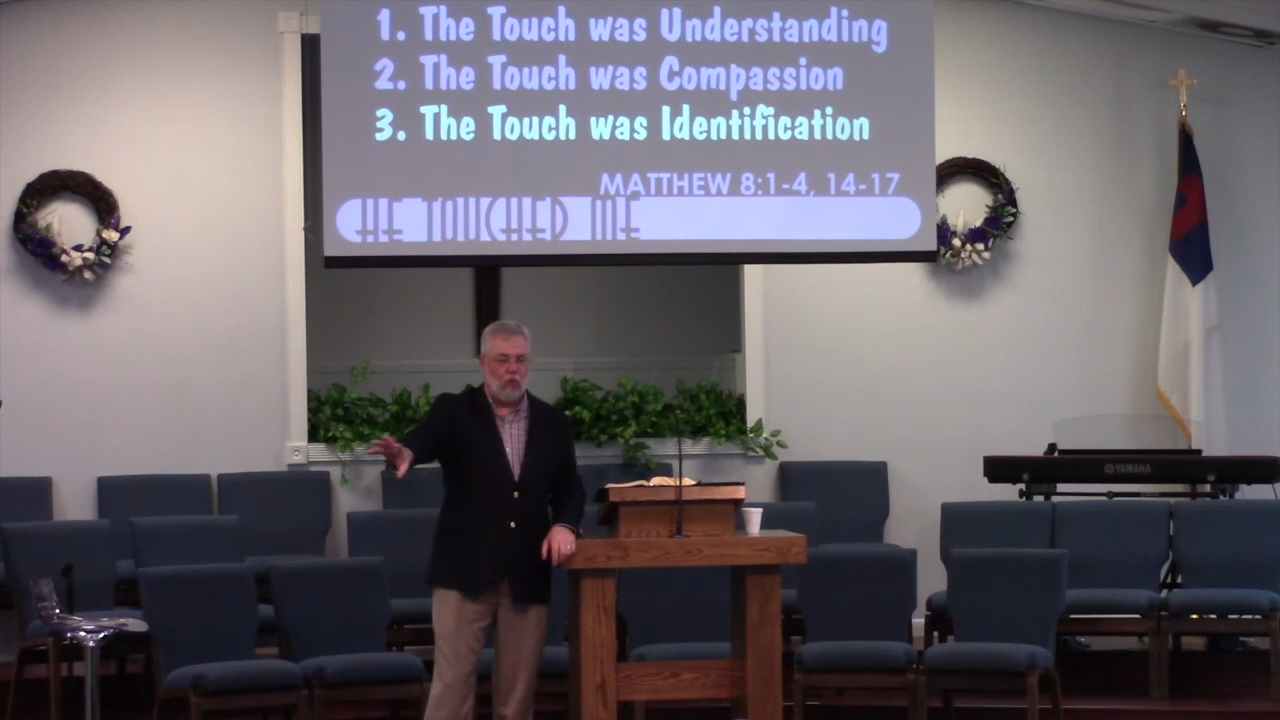 1. The Touch was Understanding
2. The Touch was Compassion
3. The Touch was Identification
MATTHEW 8:1-4, 14-17
HE TOUCHED ME
YAMAHA